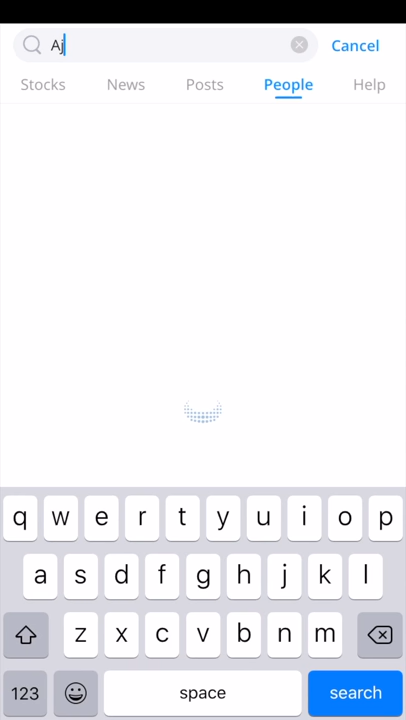 Aj
Cancel
Stocks News Posts People Help
q w e r t y u i o p
a s d f g h j k l
z x c v b n m
123 space search